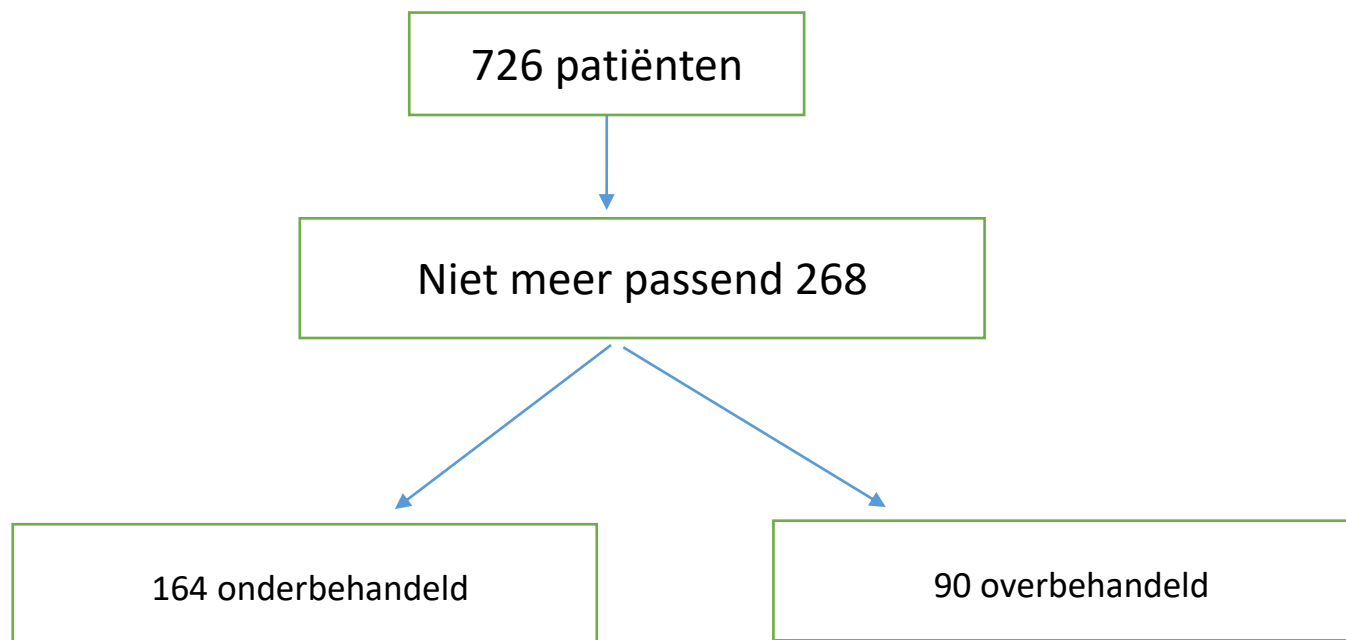 726 patiënten
Niet meer passend 268
164 onderbehandeld
90 overbehandeld